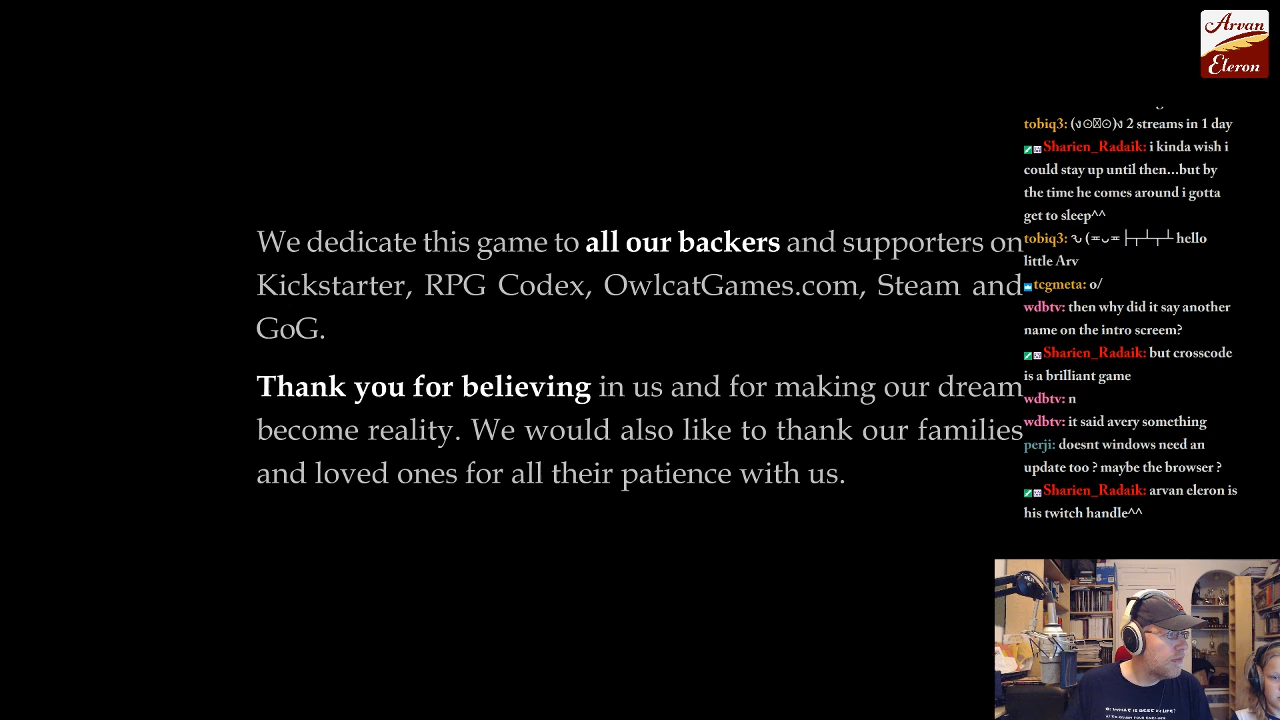 Arvan
Eleron
tobiq3: 2 streams in 1 day
Sharien_Radaik: i kinda wish i
could stay up until then...but by
the time he comes around i gotta
get to sleep^^
tobiq3: hello
little Arv
tcgmeta: o/
wdbtv: then why did it say another
name on the intro screem?
Sharien_Radaik: but crosscode
is a brilliant game
wdbtv: n
wdbtv: it said avery something
perji: doesnt windows need an
update too ? maybe the browser ?
Sharien_Radaik: arvan eleron is
his twitch handle^^
We dedicate this game to all our backers and supporters on
Kickstarter, RPG Codex, OwlcatGames.com, Steam and
GoG.
Thank you for believing in us and for making our dream
become reality. We would also like to thank our families
and loved ones for all their patience with us.